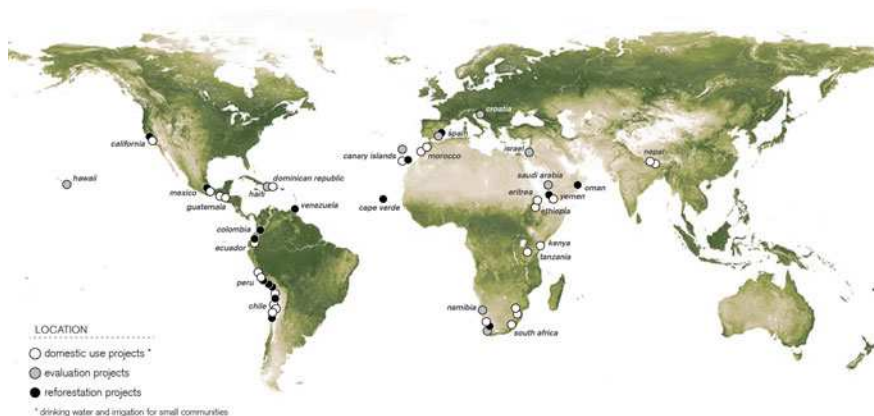 croatia
spain
california
canary islands
morocco
israel
nepal
hawaii
dominican republic
saudi arabia
mexico
haiti
oman
eritrea
yemen
guatemala
venezuela
cape verde
ethiopia
colombia
ecuador
kenya
tanzania
peru
chile
namibia
south africa
LOCATION
domestic use projects *
evaluation projects
reforestation projects
* drinking water and irrigation for small communities